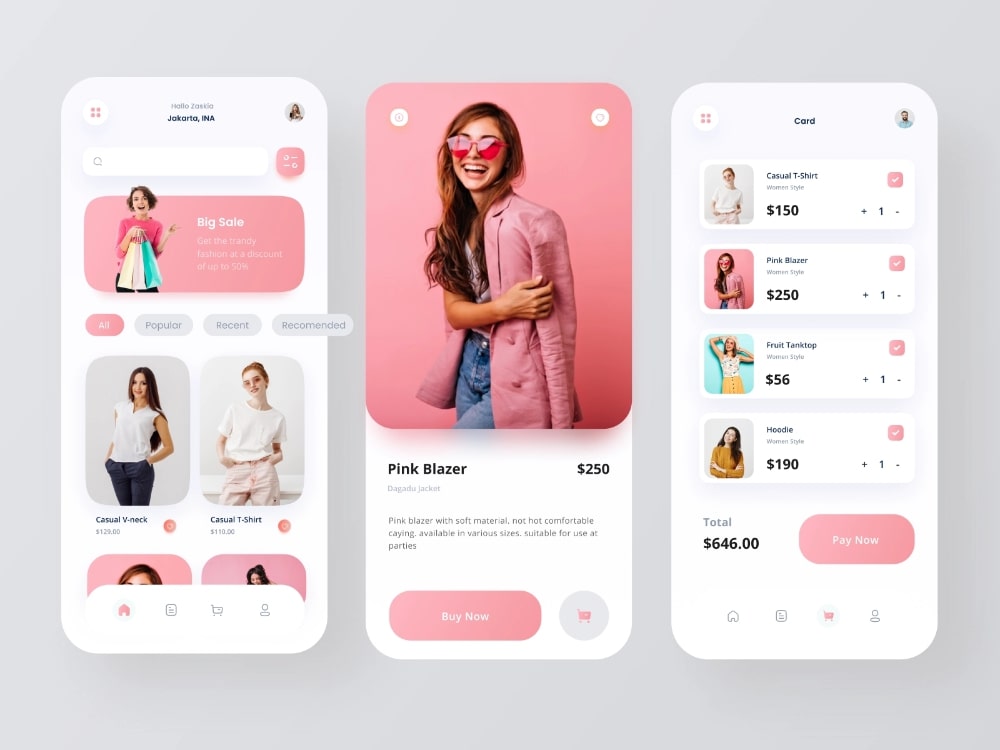 Hallo Zaskia
Jakarta, INA
Big Sale
Get the trandy
fashion at a discount
of up to 50%
All
Popular
Recent
Recomended
Casual V-neck
$129.00
Casual T-Shirt
$110.00
Pink Blazer
$250
Dagadu Jacket
Pink blazer with soft material, not hot comfortable
caying. available in various sizes. suitable for use at
parties
Buy Now
Card
Casual T-Shirt
Women Style
$150
+ 1 -
Pink Blazer
Women Style
$250
+ 1 -
Fruit Tanktop
Women Style
$56
+ 1 -
Hoodie
Women Style
$190
+ 1 -
Total
$646.00
Pay Now